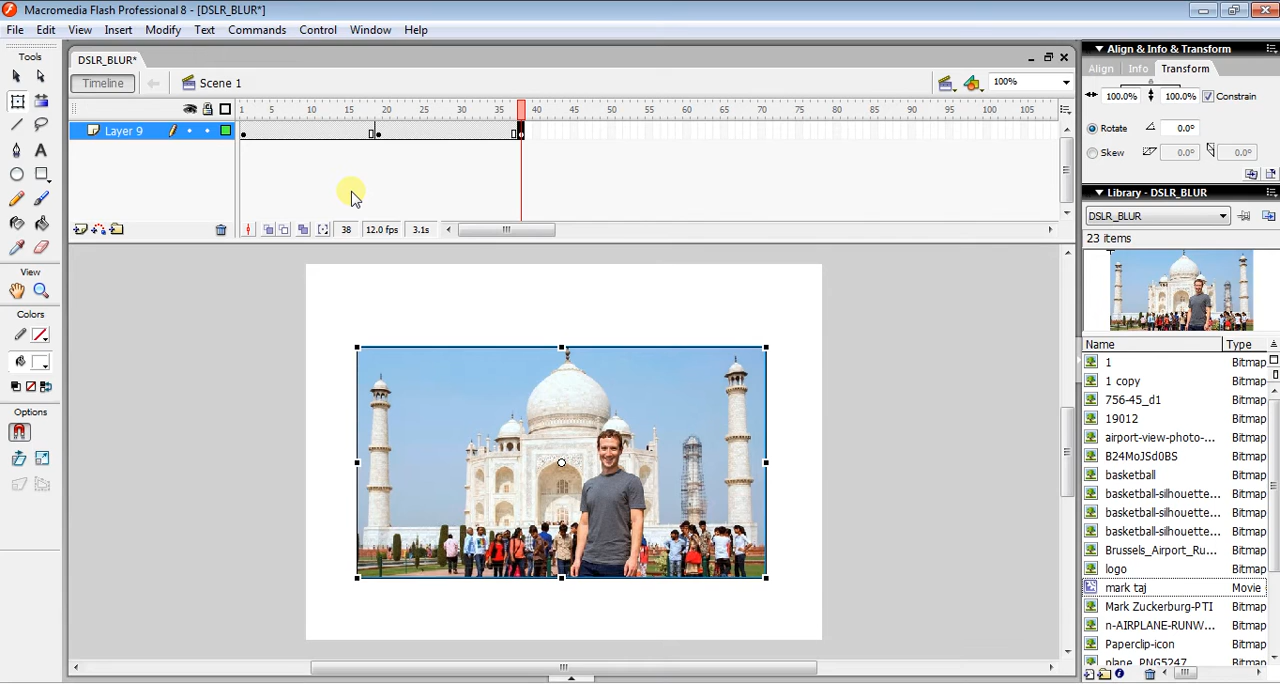 Macromedia Flash Professional 8 - [DSLR_BLUR*]
File Edit View Insert Modify Text Commands Control Window Help
Tools
View
Colors
Options
DSLR_BLUR*
Timeline
Scene 1
100%
1 5 10 15 20 25 30 35 40 45 50 55 60 65 70 75 80 85 90 95 100 105
Layer 9
38 12.0 fps 3.1s
Align & Info & Transform
Align Info Transform
100.0% 100.0% Constrain
Rotate 0.0°
Skew 0.0° 0.0°
Library - DSLR_BLUR
DSLR_BLUR
23 items
Name Type
1 Bitmap
1 copy Bitmap
756-45_d1 Bitmap
19012 Bitmap
airport-view-photo-... Bitmap
B24MoJSd0BS Bitmap
basketball Bitmap
basketball-silhouette... Bitmap
basketball-silhouette... Bitmap
basketball-silhouette... Bitmap
Brussels_Airport_Ru... Bitmap
logo Bitmap
mark taj Movie
Mark Zuckerburg-PTI Bitmap
n-AIRPLANE-RUNW... Bitmap
Paperclip-icon Bitmap
plane_PNG5247 Bitmap